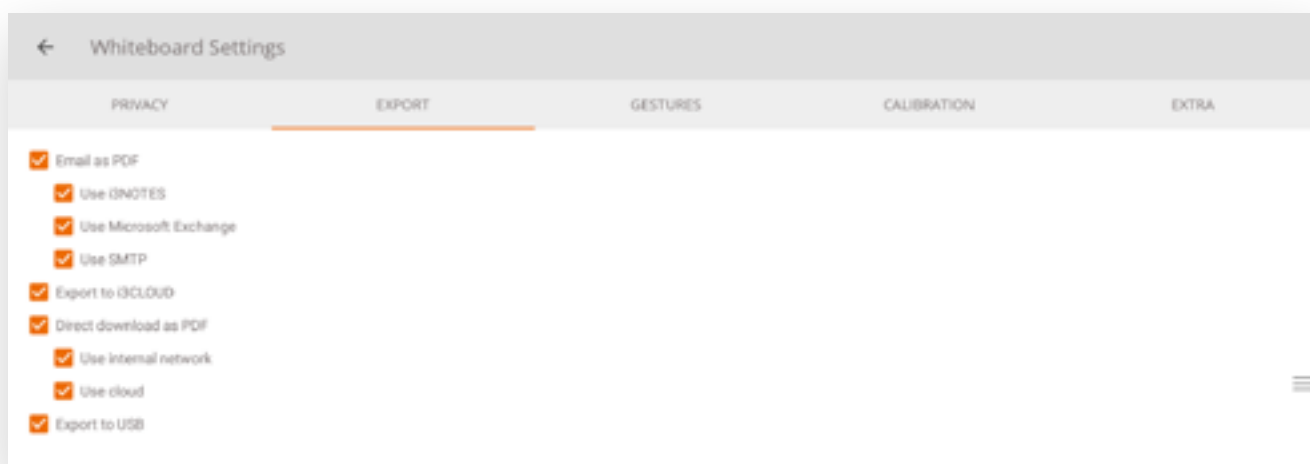 Whiteboard Settings
PRIVACY EXPORT GESTURES CALIBRATION EXTRA
Email as PDF
Use i3NOTES
Use Microsoft Exchange
Use SMTP
Export to i3CLOUD
Direct download as PDF
Use internal network
Use cloud
Export to USB